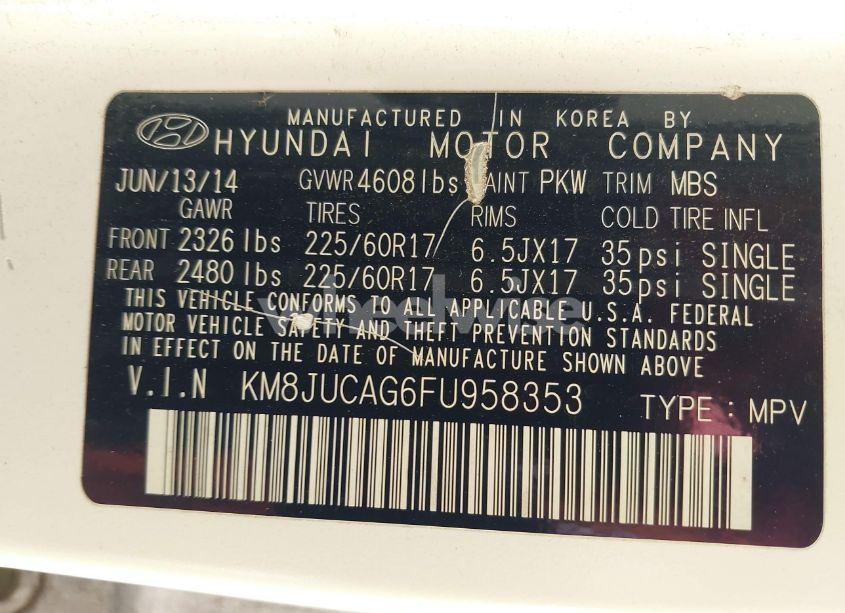 MANUFACTURED IN KOREA BY
HYUNDAI MOTOR COMPANY
JUN/13/14 GVWR 4608lbs AINT PKW TRIM MBS
GAWR TIRES RIMS COLD TIRE INFL
FRONT 2326 lbs 225/60R17 6.5JX17 35psi SINGLE
REAR 2480 lbs 225/60R17 6.5JX17 35psi SINGLE
THIS VEHICLE CONFORMS TO ALL APPLICABLE U.S.A. FEDERAL
MOTOR VEHICLE SAFETY AND THEFT PREVENTION STANDARDS
IN EFFECT ON THE DATE OF MANUFACTURE SHOWN ABOVE
V.I.N KM8JUCAG6FU958353 TYPE : MPV